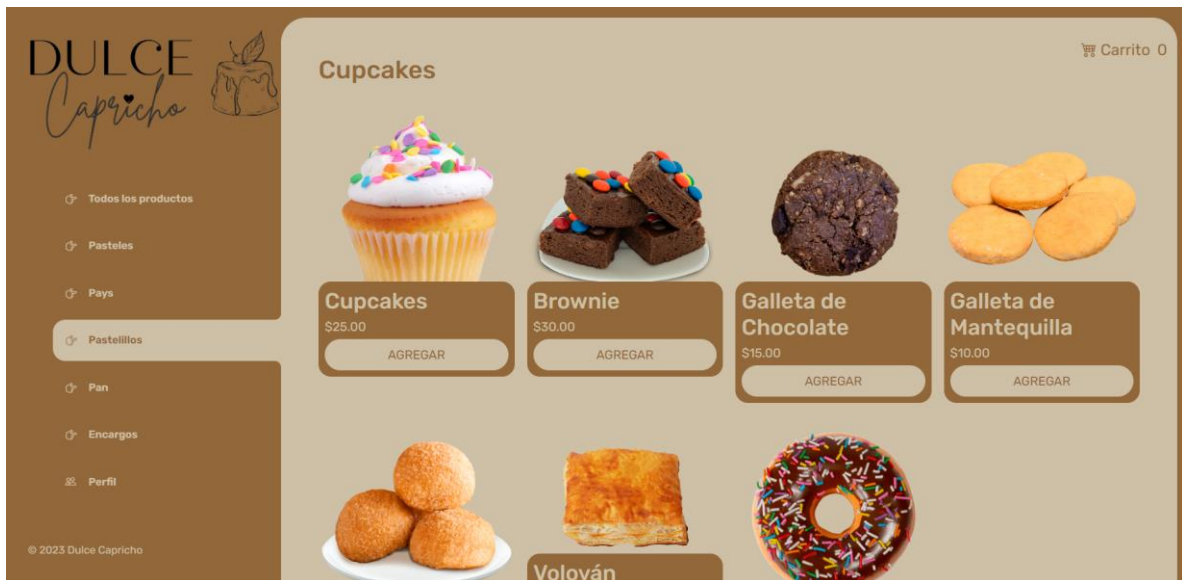 DULCE
Capricho
Todos los productos
Pasteles
Pays
Pastelillos
Pan
Encargos
Perfil
© 2023 Dulce Capricho
Carrito 0
Cupcakes
Cupcakes
$25.00
AGREGAR
Brownie
$30.00
AGREGAR
Galleta de
Chocolate
$15.00
AGREGAR
Galleta de
Mantequilla
$10.00
AGREGAR
Volován